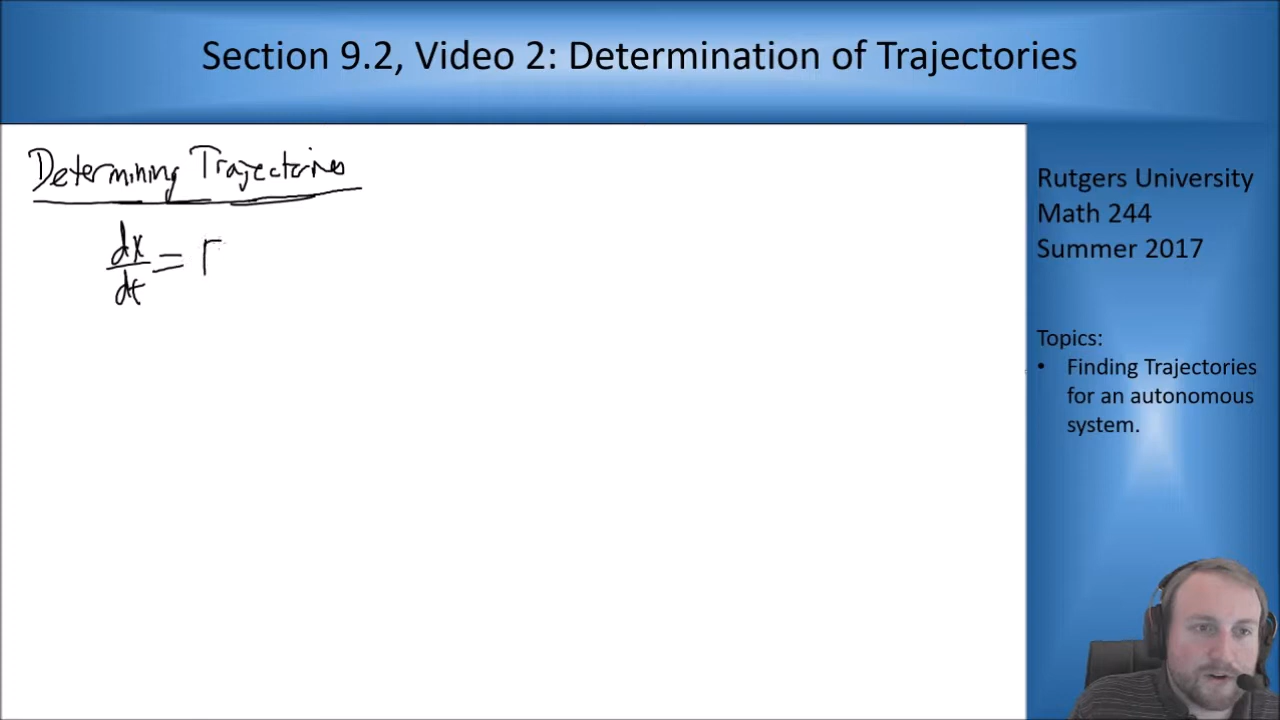 Section 9.2, Video 2: Determination of Trajectories
Determining Trajectories
dx/dt =
Rutgers University
Math 244
Summer 2017
Topics:
• Finding Trajectories
for an autonomous
system.